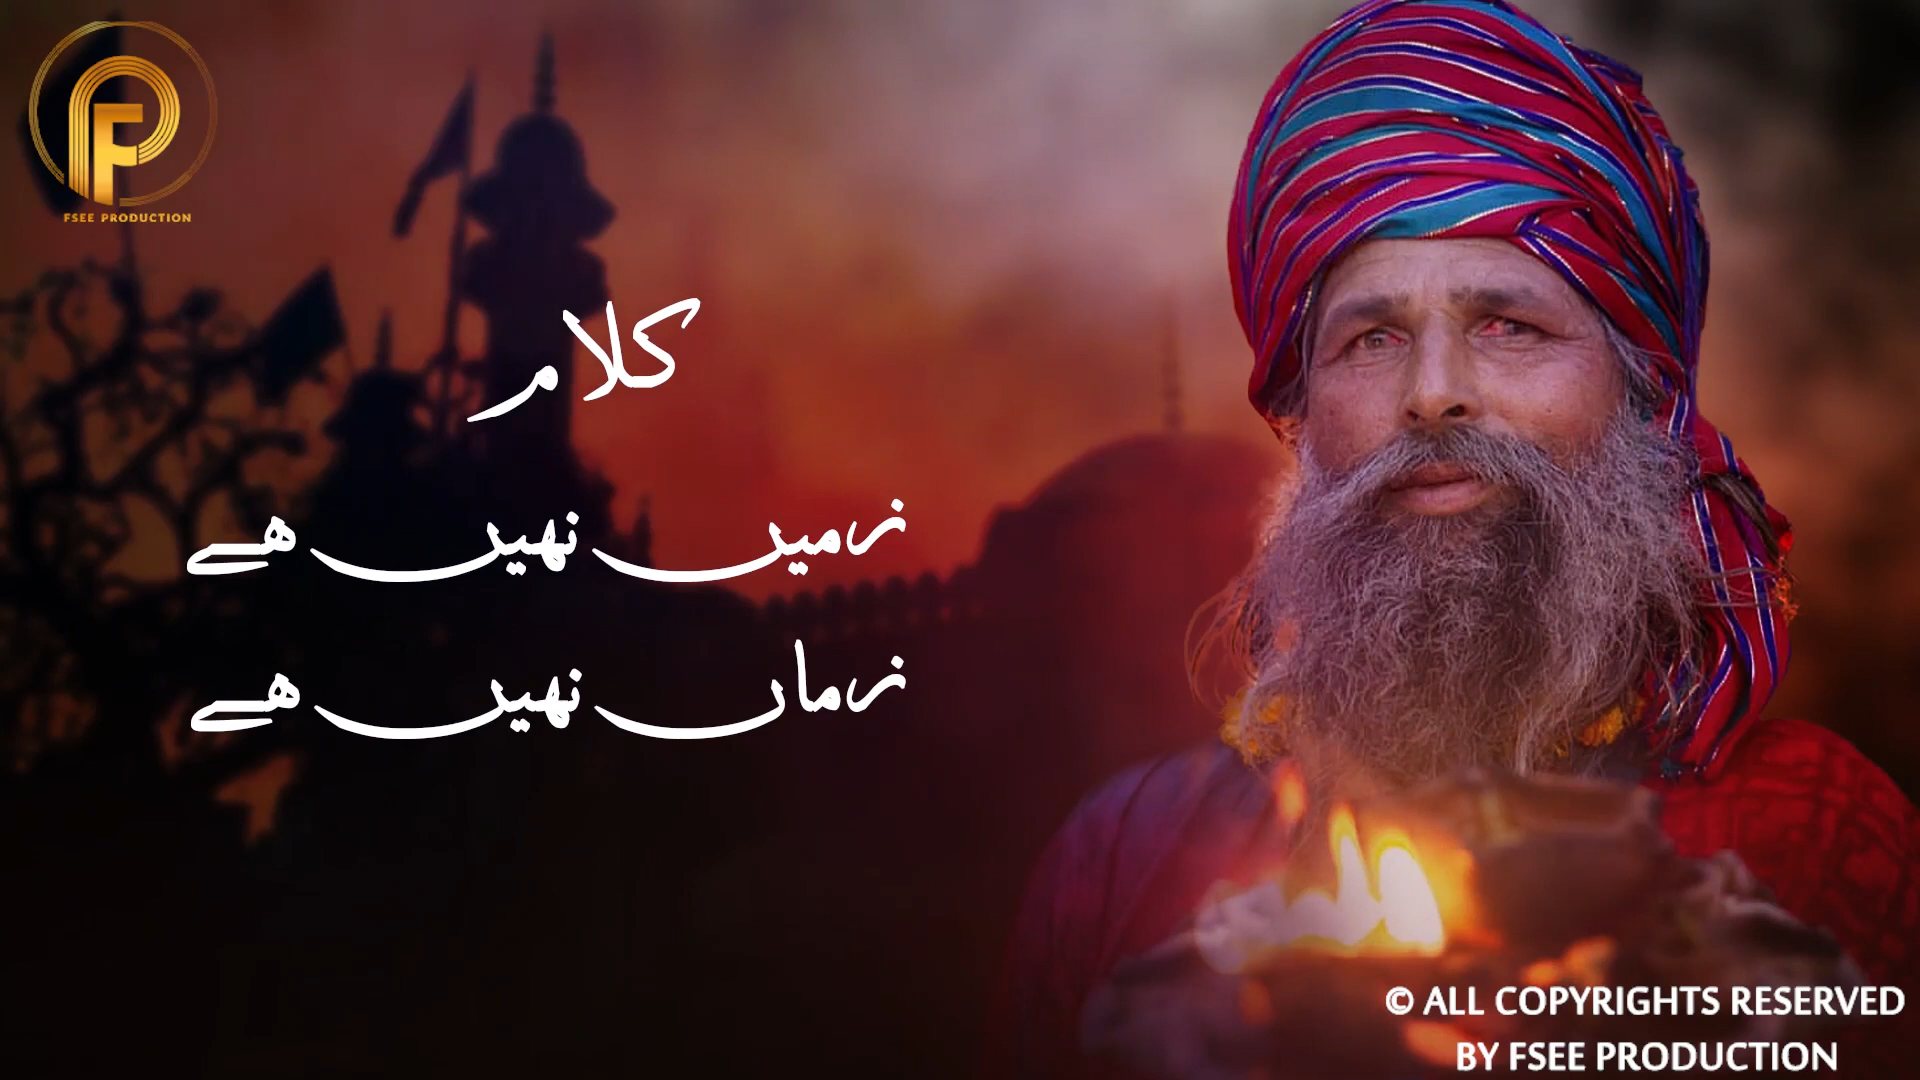 FSEE PRODUCTION
کلام
زمیں نہیں ہے
زماں نہیں ہے
© ALL COPYRIGHTS RESERVED
BY FSEE PRODUCTION